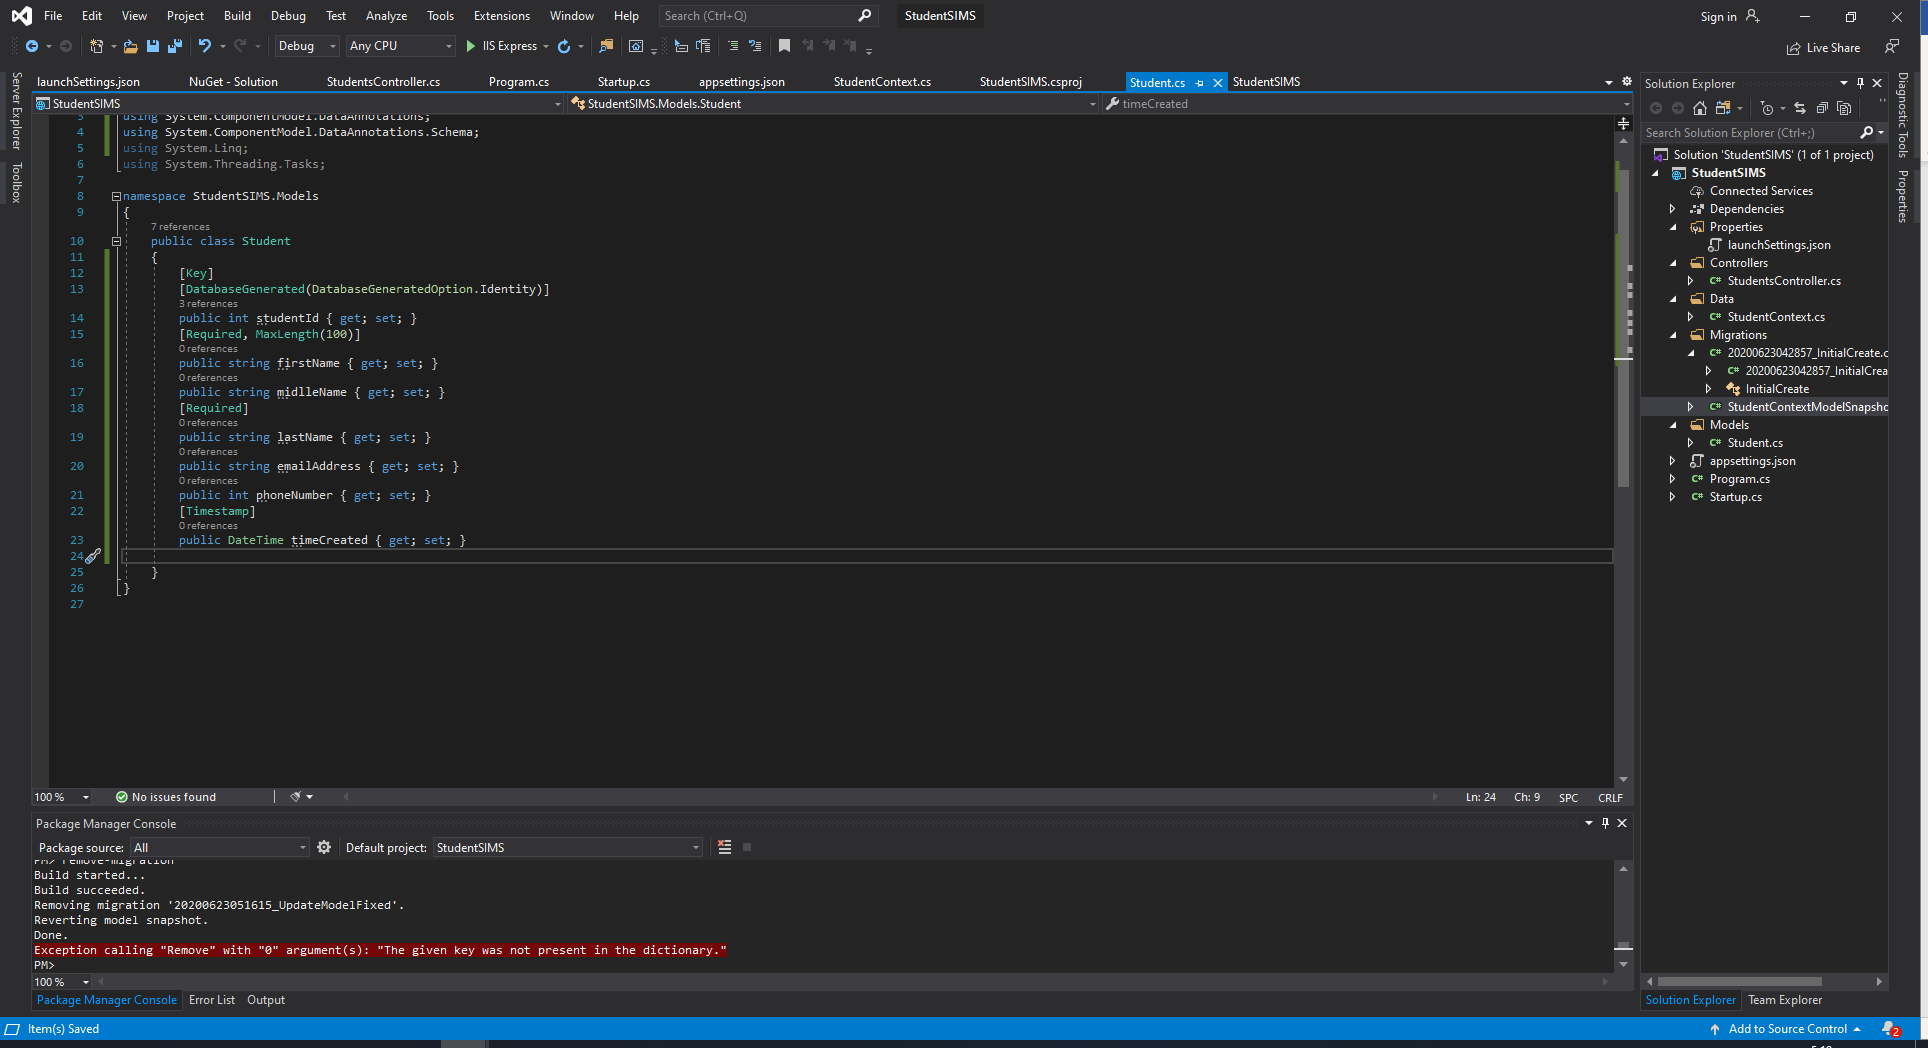 File Edit View Project Build Debug Test Analyze Tools Extensions Window Help Search (Ctrl+Q) StudentSIMS Sign in
Debug Any CPU IIS Express Live Share
launchSettings.json NuGet - Solution StudentsController.cs Program.cs Startup.cs appsettings.json StudentContext.cs StudentSIMS.csproj Student.cs StudentSIMS
StudentSIMS StudentSIMS.Models.Student timeCreated
Server Explorer
Toolbox
3 using System.ComponentModel.DataAnnotations;
4 using System.ComponentModel.DataAnnotations.Schema;
5 using System.Linq;
6 using System.Threading.Tasks;
7
8 namespace StudentSIMS.Models
9 {
7 references
10 public class Student
11 {
12 [Key]
13 [DatabaseGenerated(DatabaseGeneratedOption.Identity)]
3 references
14 public int studentId { get; set; }
15 [Required, MaxLength(100)]
0 references
16 public string firstName { get; set; }
0 references
17 public string midlleName { get; set; }
18 [Required]
0 references
19 public string lastName { get; set; }
0 references
20 public string emailAddress { get; set; }
0 references
21 public int phoneNumber { get; set; }
22 [Timestamp]
0 references
23 public DateTime timeCreated { get; set; }
24
25 }
26 }
27
100 % No issues found Ln: 24 Ch: 9 SPC CRLF
Package Manager Console
Package source: All Default project: StudentSIMS
PM> remove-migration
Build started...
Build succeeded.
Removing migration '20200623051615_UpdateModelFixed'.
Reverting model snapshot.
Done.
Exception calling "Remove" with "0" argument(s): "The given key was not present in the dictionary."
PM>
100 %
Package Manager Console Error List Output
Solution Explorer
Search Solution Explorer (Ctrl+;)
Solution 'StudentSIMS' (1 of 1 project)
StudentSIMS
Connected Services
Dependencies
Properties
launchSettings.json
Controllers
C# StudentsController.cs
Data
C# StudentContext.cs
Migrations
C# 20200623042857_InitialCreate.c
C# 20200623042857_InitialCrea
InitialCreate
C# StudentContextModelSnapsho
Models
C# Student.cs
appsettings.json
C# Program.cs
C# Startup.cs
Solution Explorer Team Explorer
Diagnostic Tools
Properties
Item(s) Saved Add to Source Control 2